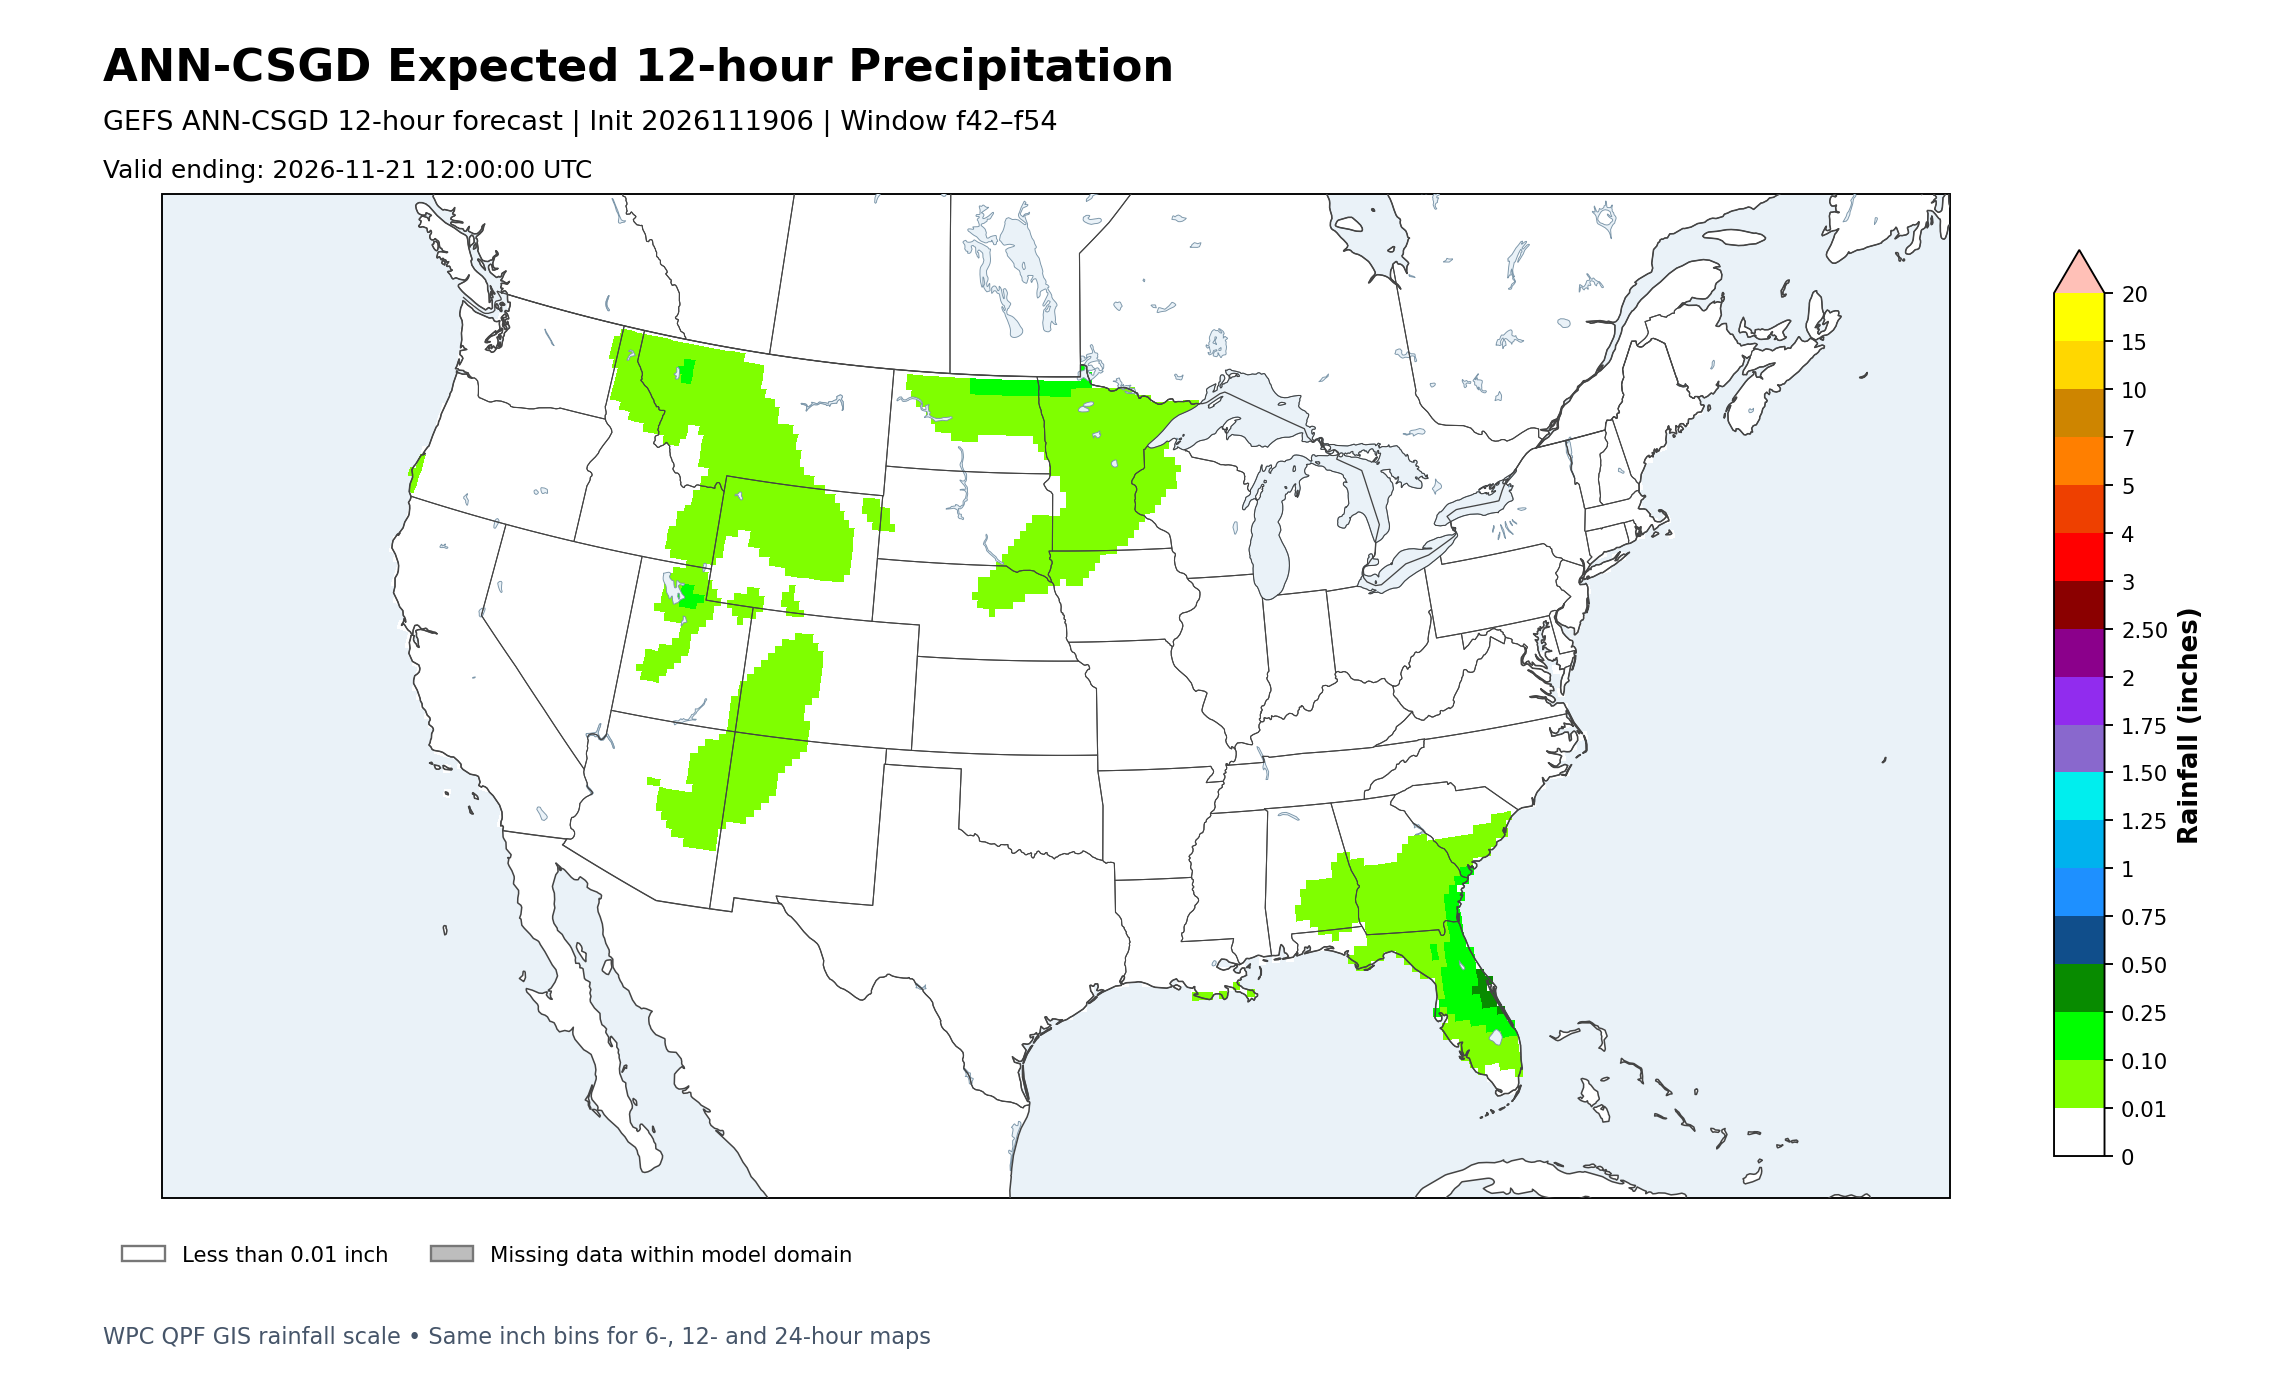 ANN-CSGD Expected 12-hour Precipitation
GEFS ANN-CSGD 12-hour forecast | Init 2026111906 | Window f42–f54
Valid ending: 2026-11-21 12:00:00 UTC
20
15
10
7
5
4
3
2.50
2
1.75
1.50
1.25
1
0.75
0.50
0.25
0.10
0.01
0
Rainfall (inches)
Less than 0.01 inch
Missing data within model domain
WPC QPF GIS rainfall scale • Same inch bins for 6-, 12- and 24-hour maps